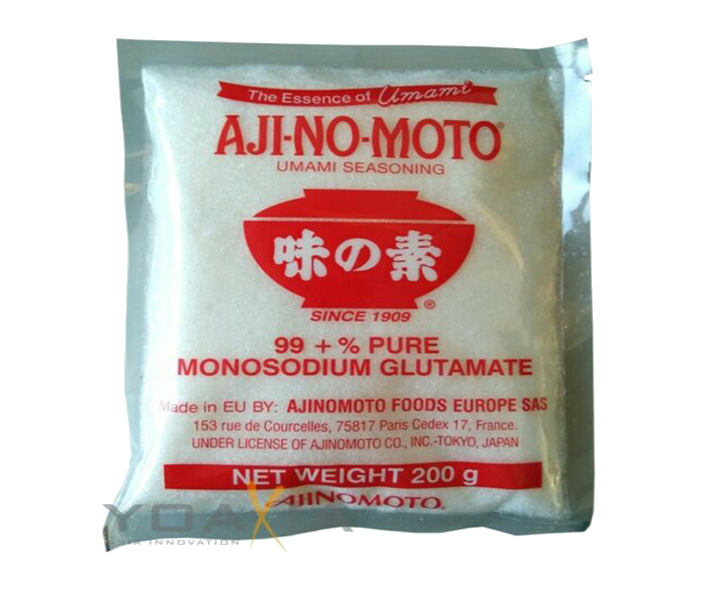 The Essence of Umami
AJI-NO-MOTO®
UMAMI SEASONING
味の素
®
SINCE 1909
99 + % PURE
MONOSODIUM GLUTAMATE
Made in EU BY: AJINOMOTO FOODS EUROPE SAS
153 rue de Courcelles, 75817 Paris Cedex 17, France.
UNDER LICENSE OF AJINOMOTO CO., INC.-TOKYO, JAPAN
NET WEIGHT 200 g
AJINOMOTO®
INNOVATION